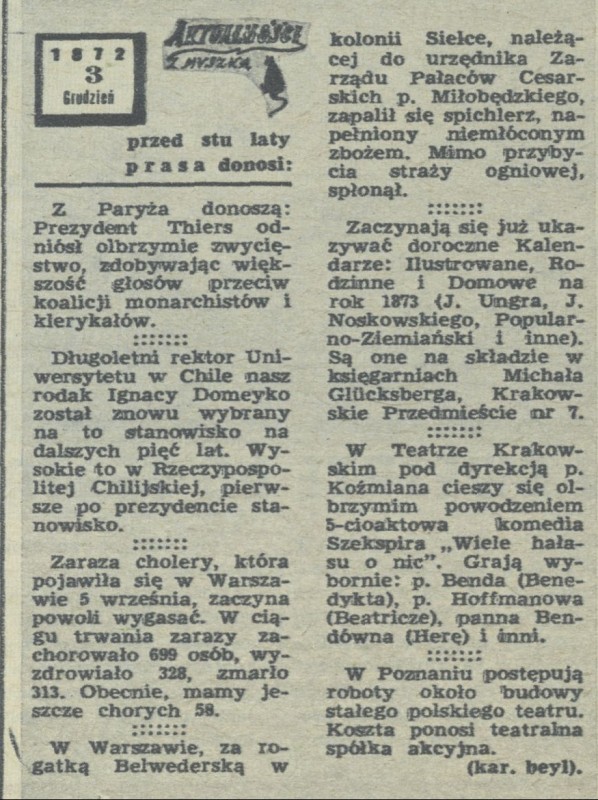 1872
3
Grudzień
AKTUALNOŚCI
Z MYSZKĄ
przed stu laty
prasa donosi:
Z Paryża donoszą:
Prezydent Thiers od-
niósł olbrzymie zwycię-
stwo, zdobywając więk-
szość głosów przeciw
koalicji monarchistów i
klerykałów.
Długoletni rektor Uni-
wersytetu w Chile nasz
rodak Ignacy Domeyko
został znowu wybrany
na to stanowisko na
dalszych pięć lat. Wy-
sokie to w Rzeczypospo-
litej Chilijskiej, pierw-
sze po prezydencie sta-
nowisko.
Zaraza cholery, która
pojawiła się w Warsza-
wie 5 września, zaczyna
powoli wygasać. W cią-
gu trwania zarazy za-
chorowało 699 osób, wy-
zdrowiało 328, zmarło
313. Obecnie, mamy je-
szcze chorych 58.
W Warszawie, za ro-
gatką Belwederską w
kolonii Sielce, należą-
cej do urzędnika Za-
rządu Pałaców Cesar-
skich p. Miłobędzkiego,
zapalił się spichlerz, na-
pełniony niemłóconym
zbożem. Mimo przyby-
cia straży ogniowej,
spłonął.
Zaczynają się już uka-
zywać doroczne Kalen-
darze: Ilustrowane, Ro-
dzinne i Domowe na
rok 1873 (J. Ungra, J.
Noskowskiego, Popular-
no-Ziemiański i inne).
Są one na składzie w
księgarniach Michała
Glücksberga, Krakow-
skie Przedmieście nr 7.
W Teatrze Krakow-
skim pod dyrekcją p.
Koźmiana cieszy się ol-
brzymim powodzeniem
5-cioaktowa komedia
Szekspira „Wiele hała-
su o nic". Grają wy-
bornie: p. Benda (Bene-
dykta), p. Hoffmanowa
(Beatricze), panna Ben-
dówna (Herę) i inni.
W Poznaniu postępują
roboty około budowy
stałego polskiego teatru.
Koszta ponosi teatralna
spółka akcyjna.
(kar. beyl).